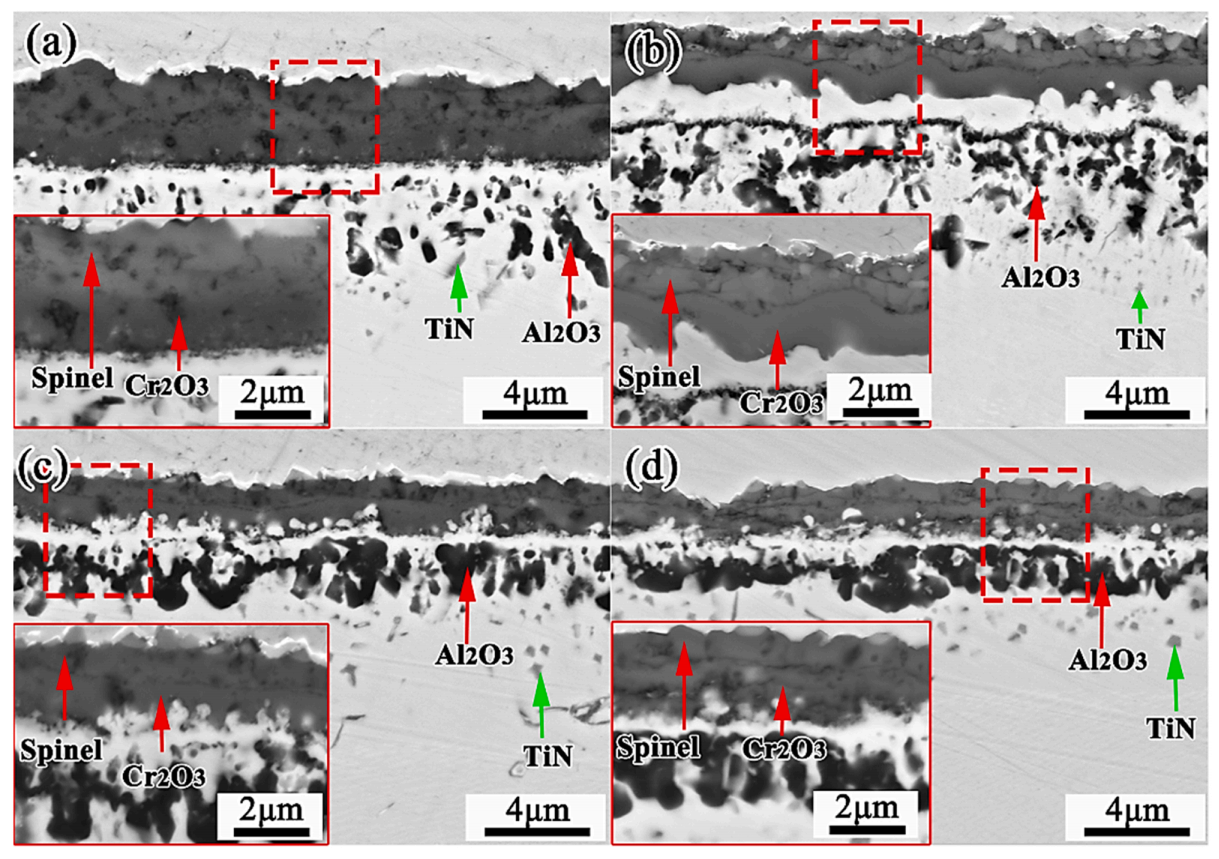 (a)
TiN
Al2O3
Spinel
Cr2O3
2μm
4μm
(b)
Al2O3
TiN
Spinel
Cr2O3
2μm
4μm
(c)
Al2O3
TiN
Spinel
Cr2O3
2μm
4μm
(d)
Al2O3
TiN
Spinel
Cr2O3
2μm
4μm